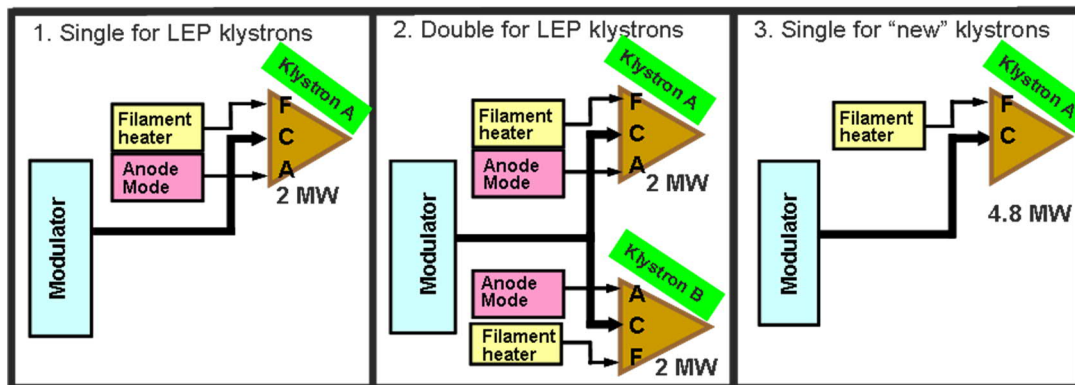 1. Single for LEP klystrons
Klystron A
Filament
heater
F
C
Anode
Mode
A
2 MW
Modulator
2. Double for LEP klystrons
Klystron A
Filament
heater
F
C
Anode
Mode
A
2 MW
Modulator
Klystron B
Anode
Mode
A
C
Filament
heater
F
2 MW
3. Single for “new” klystrons
Klystron A
Filament
heater
F
C
4.8 MW
Modulator